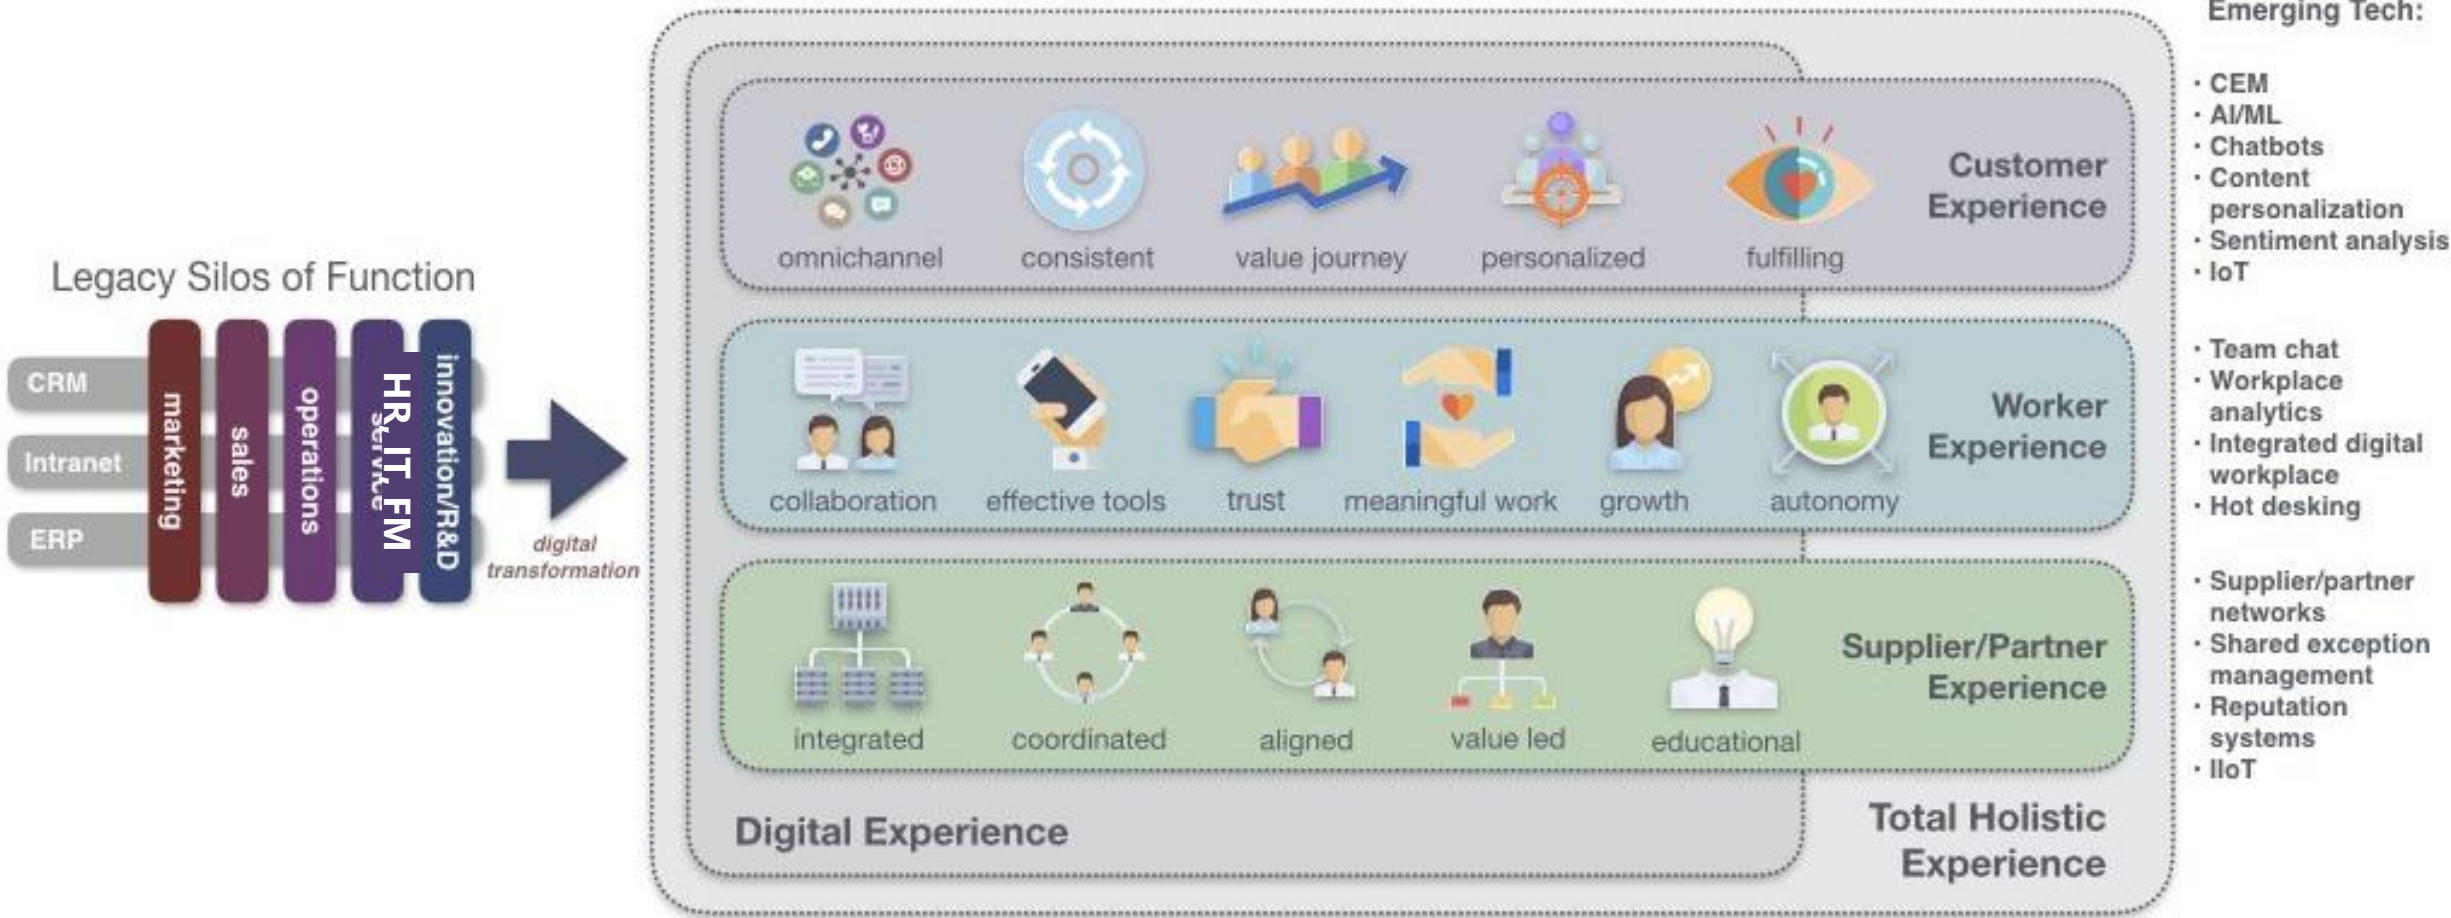 Legacy Silos of Function
CRM
Intranet
ERP
marketing
sales
operations
HR, IT, FM
service
innovation/R&D
digital
transformation
omnichannel
consistent
value journey
personalized
fulfilling
Customer
Experience
collaboration
effective tools
trust
meaningful work
growth
autonomy
Worker
Experience
integrated
coordinated
aligned
value led
educational
Supplier/Partner
Experience
Digital Experience
Total Holistic
Experience
Emerging Tech:
· CEM
· AI/ML
· Chatbots
· Content
personalization
· Sentiment analysis
· IoT
· Team chat
· Workplace
analytics
· Integrated digital
workplace
· Hot desking
· Supplier/partner
networks
· Shared exception
management
· Reputation
systems
· IIoT